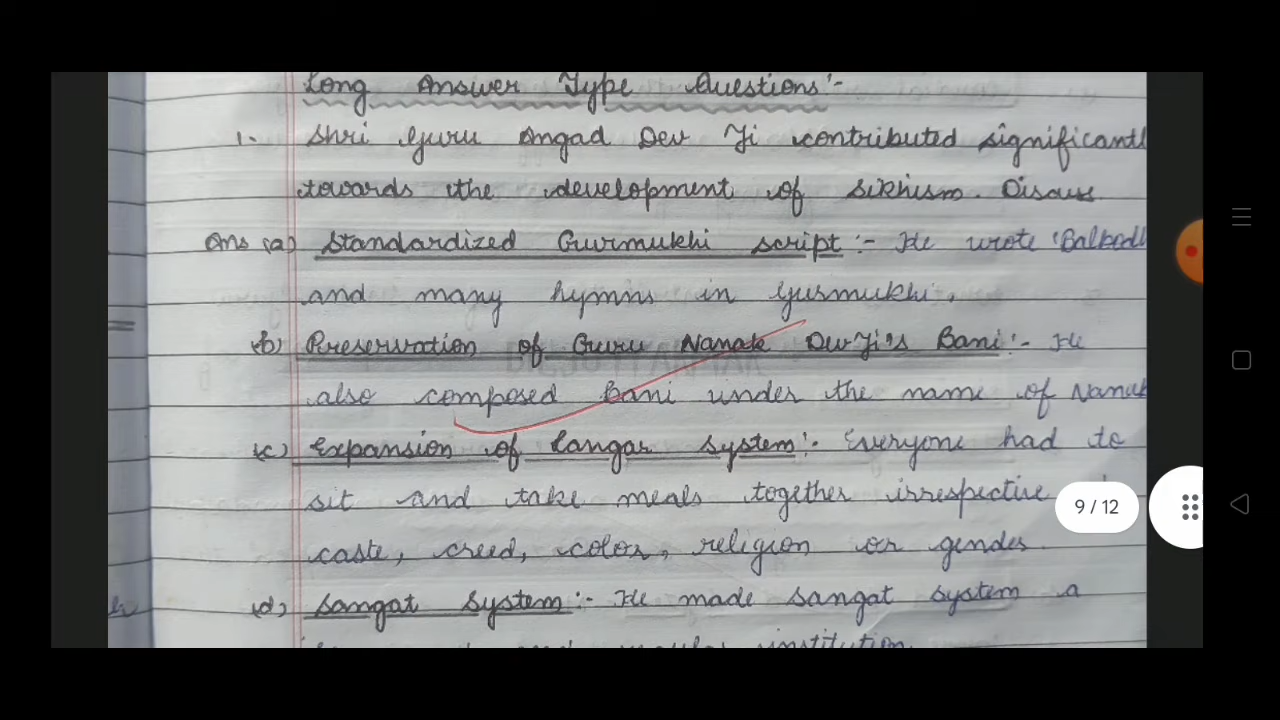 Long Answer Type Questions:-
1. Shri Guru Angad Dev Ji contributed significantl
towards the development of sikhism. Discuss
Ans (a) Standardized Gurmukhi script :- He wrote 'Balbodh
and many hymns in Gurmukhi.
(b) Preservation of Guru Nanak Dev Ji's Bani :- He
also composed Bani under the name of Nanak
(c) Expansion of langar system :- Everyone had to
sit and take meals together irrespective
9 / 12
caste, creed, color, religion or gender.
(d) Sangat System :- He made sangat system a
institution